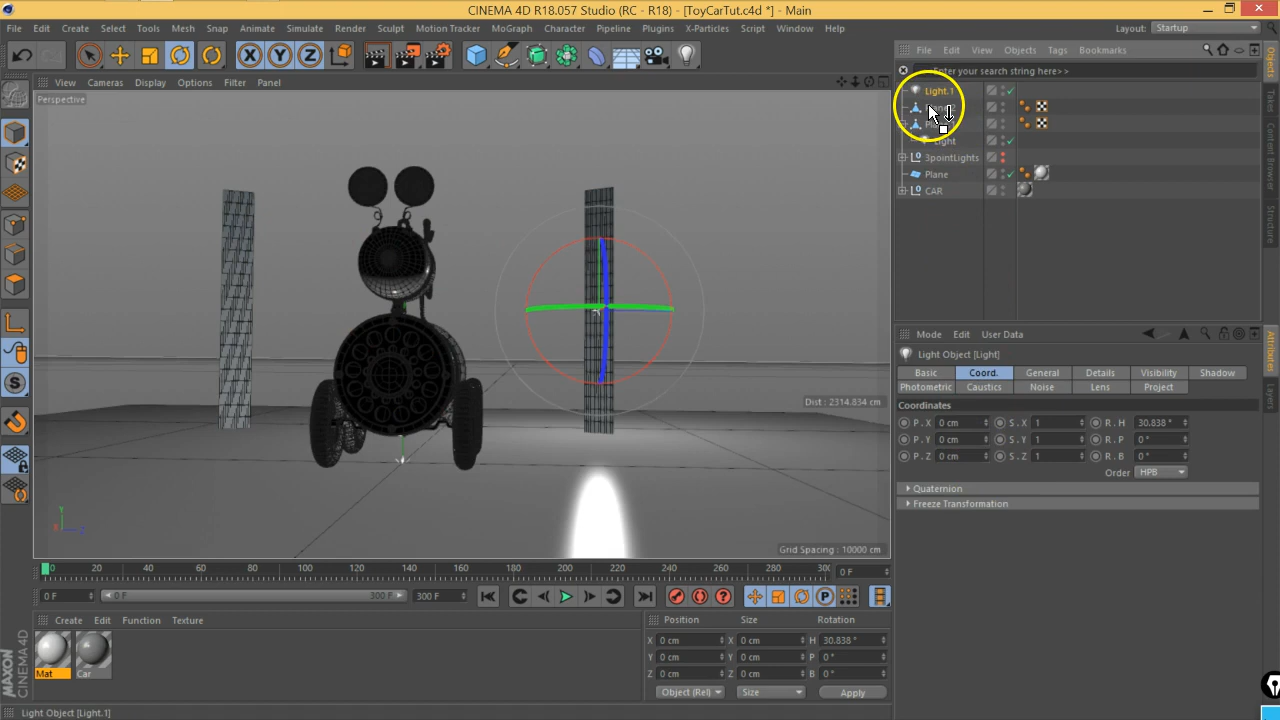 CINEMA 4D R18.057 Studio (RC - R18) - [ToyCarTut.c4d *] - Main
File Edit Create Select Tools Mesh Snap Animate Simulate Render Sculpt Motion Tracker MoGraph Character Pipeline Plugins X-Particles Script Window Help
Layout: Startup
X Y Z
File Edit View Objects Tags Bookmarks
Enter your search string here>>
View Cameras Display Options Filter Panel
Perspective
Light.1
Light
3pointLights
Plane
CAR
Objects
Takes
Content Browser
Structure
Mode Edit User Data
Light Object [Light]
Basic Coord. General Details Visibility Shadow
Photometric Caustics Noise Lens Project
Coordinates
P . X 0 cm S . X 1 R . H 30.838 °
P . Y 0 cm S . Y 1 R . P 0 °
P . Z 0 cm S . Z 1 R . B 0 °
Order HPB
Quaternion
Freeze Transformation
Attributes
Layers
Dist : 2314.834 cm
Y
X Z
Grid Spacing : 10000 cm
0 20 40 60 80 100 120 140 160 180 200 220 240 260 280 300
0 F
0 F 0 F 300 F 300 F
P
Create Edit Function Texture
Mat Car
Position Size Rotation
X 0 cm X 0 cm H 30.838 °
Y 0 cm Y 0 cm P 0 °
Z 0 cm Z 0 cm B 0 °
Object (Rel) Size Apply
MAXON
CINEMA 4D
Light Object [Light.1]